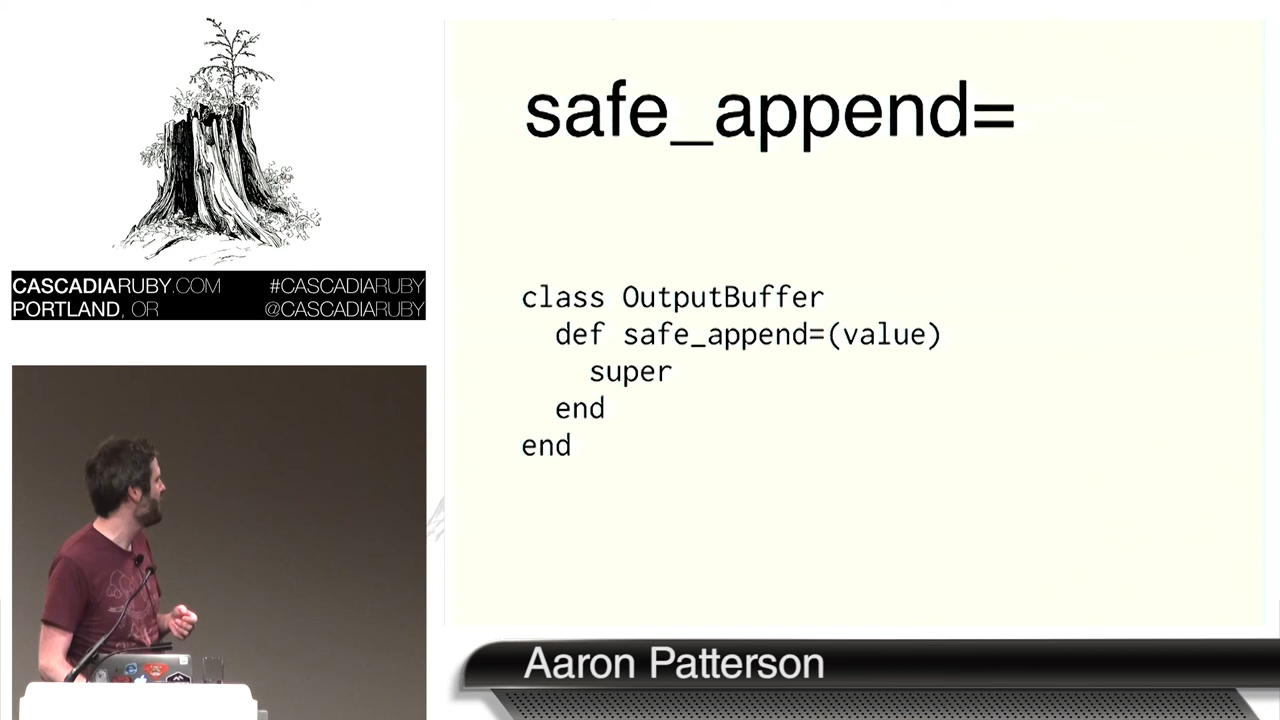 safe_append=
class OutputBuffer
  def safe_append=(value)
    super
  end
end
CASCADIARUBY.COM #CASCADIARUBY
PORTLAND, OR @CASCADIARUBY
Aaron Patterson